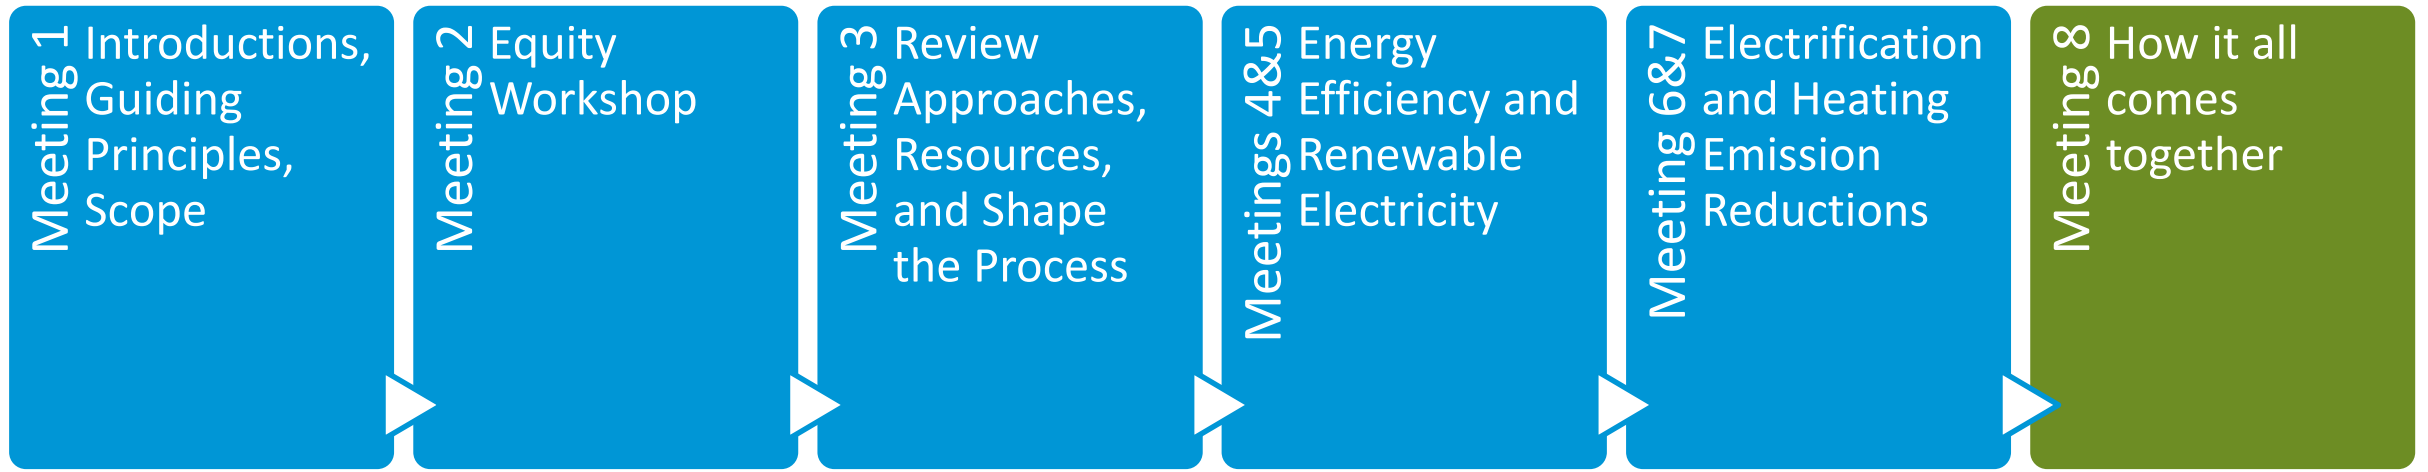 Meeting 1
Introductions,
Guiding
Principles,
Scope
Meeting 2
Equity
Workshop
Meeting 3
Review
Approaches,
Resources,
and Shape
the Process
Meetings 4&5
Energy
Efficiency and
Renewable
Electricity
Meeting 6&7
Electrification
and Heating
Emission
Reductions
Meeting 8
How it all
comes
together